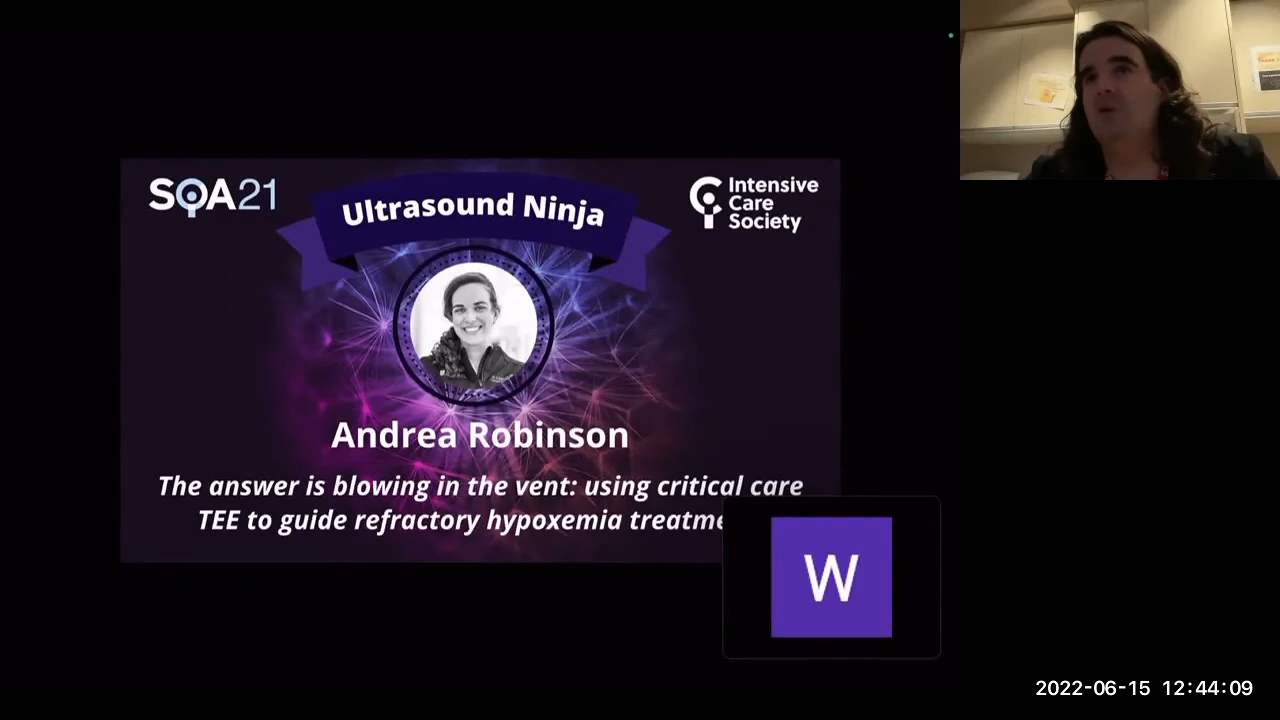 SOA21
Ultrasound Ninja
Intensive
Care
Society
Andrea Robinson
The answer is blowing in the vent: using critical care
TEE to guide refractory hypoxemia treatme
W
2022-06-15 12:44:09